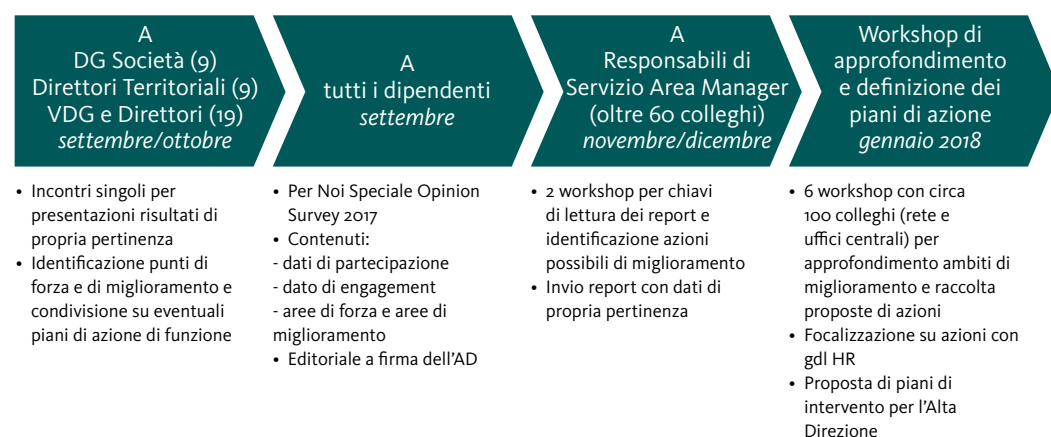 A
DG Società (9)
Direttori Territoriali (9)
VDG e Direttori (19)
settembre/ottobre
• Incontri singoli per
presentazioni risultati di
propria pertinenza
• Identificazione punti di
forza e di miglioramento e
condivisione su eventuali
piani di azione di funzione
A
tutti i dipendenti
settembre
• Per Noi Speciale Opinion
Survey 2017
• Contenuti:
- dati di partecipazione
- dato di engagement
- aree di forza e aree di
miglioramento
• Editoriale a firma dell'AD
A
Responsabili di
Servizio Area Manager
(oltre 60 colleghi)
novembre/dicembre
• 2 workshop per chiavi
di lettura dei report e
identificazione azioni
possibili di miglioramento
• Invio report con dati di
propria pertinenza
Workshop di
approfondimento
e definizione dei
piani di azione
gennaio 2018
• 6 workshop con circa
100 colleghi (rete e
uffici centrali) per
approfondimento ambiti di
miglioramento e raccolta
proposte di azioni
• Focalizzazione su azioni con
gdl HR
• Proposta di piani di
intervento per l'Alta
Direzione